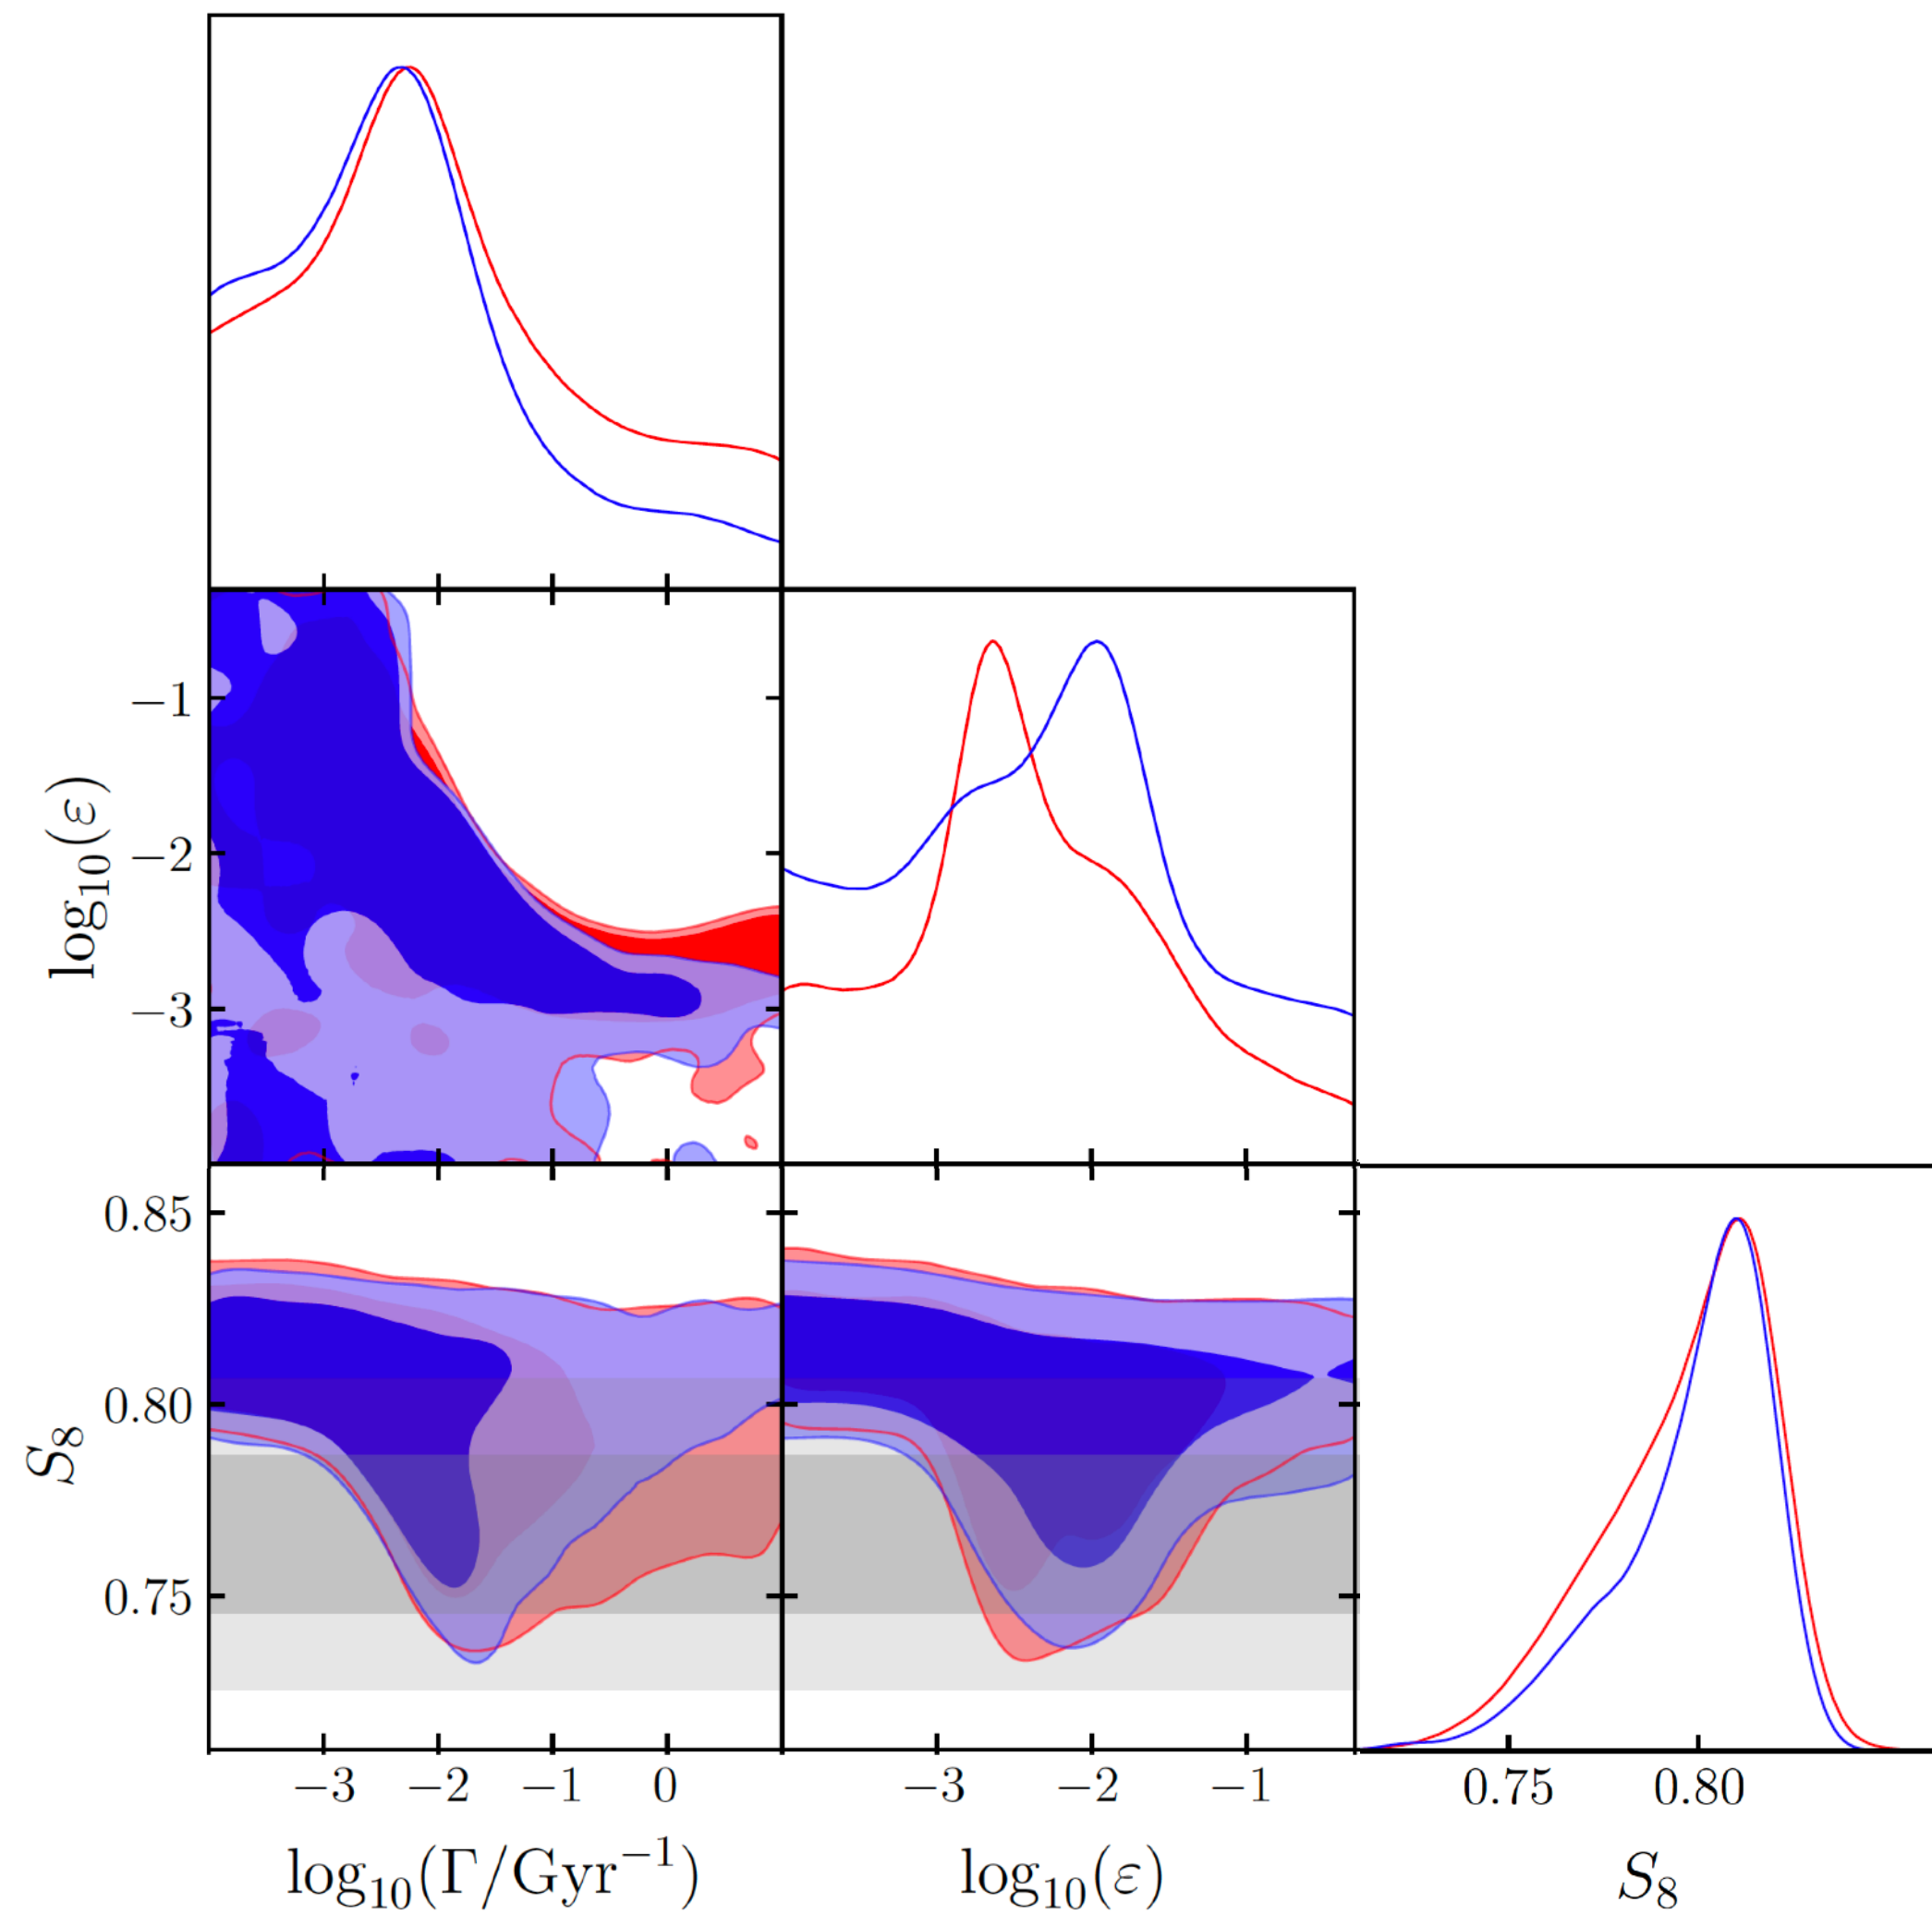 −1
−2
−3
log₁₀(ε)
0.85
0.80
0.75
S₈
−3 −2 −1 0 −3 −2 −1 0.75 0.80
log₁₀(Γ/Gyr⁻¹) log₁₀(ε) S₈